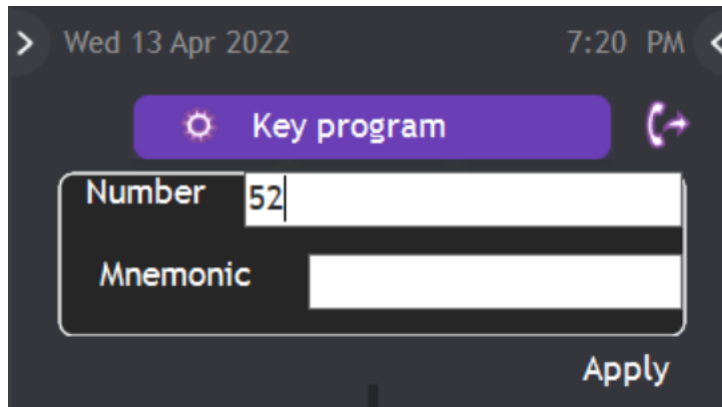 Wed 13 Apr 2022 7:20 PM
Key program
Number 52
Mnemonic
Apply